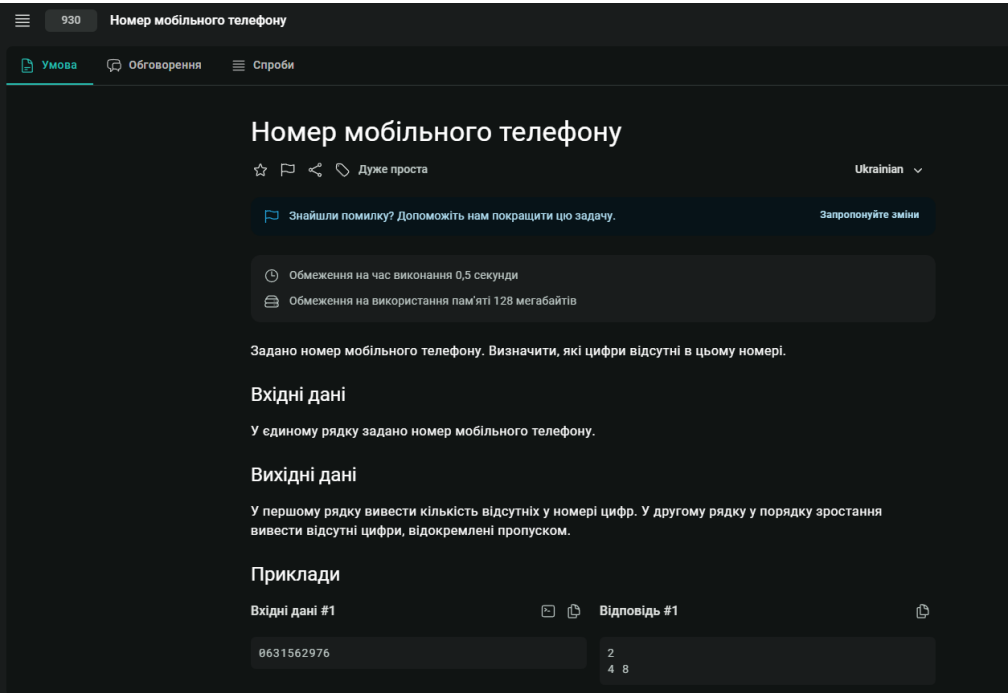 930 Номер мобільного телефону
Умова Обговорення Спроби
Номер мобільного телефону
Дуже проста Ukrainian
Знайшли помилку? Допоможіть нам покращити цю задачу. Запропонуйте зміни
Обмеження на час виконання 0,5 секунди
Обмеження на використання пам'яті 128 мегабайтів
Задано номер мобільного телефону. Визначити, які цифри відсутні в цьому номері.
Вхідні дані
У єдиному рядку задано номер мобільного телефону.
Вихідні дані
У першому рядку вивести кількість відсутніх у номері цифр. У другому рядку у порядку зростання
вивести відсутні цифри, відокремлені пропуском.
Приклади
Вхідні дані #1 Відповідь #1
0631562976
2
4 8